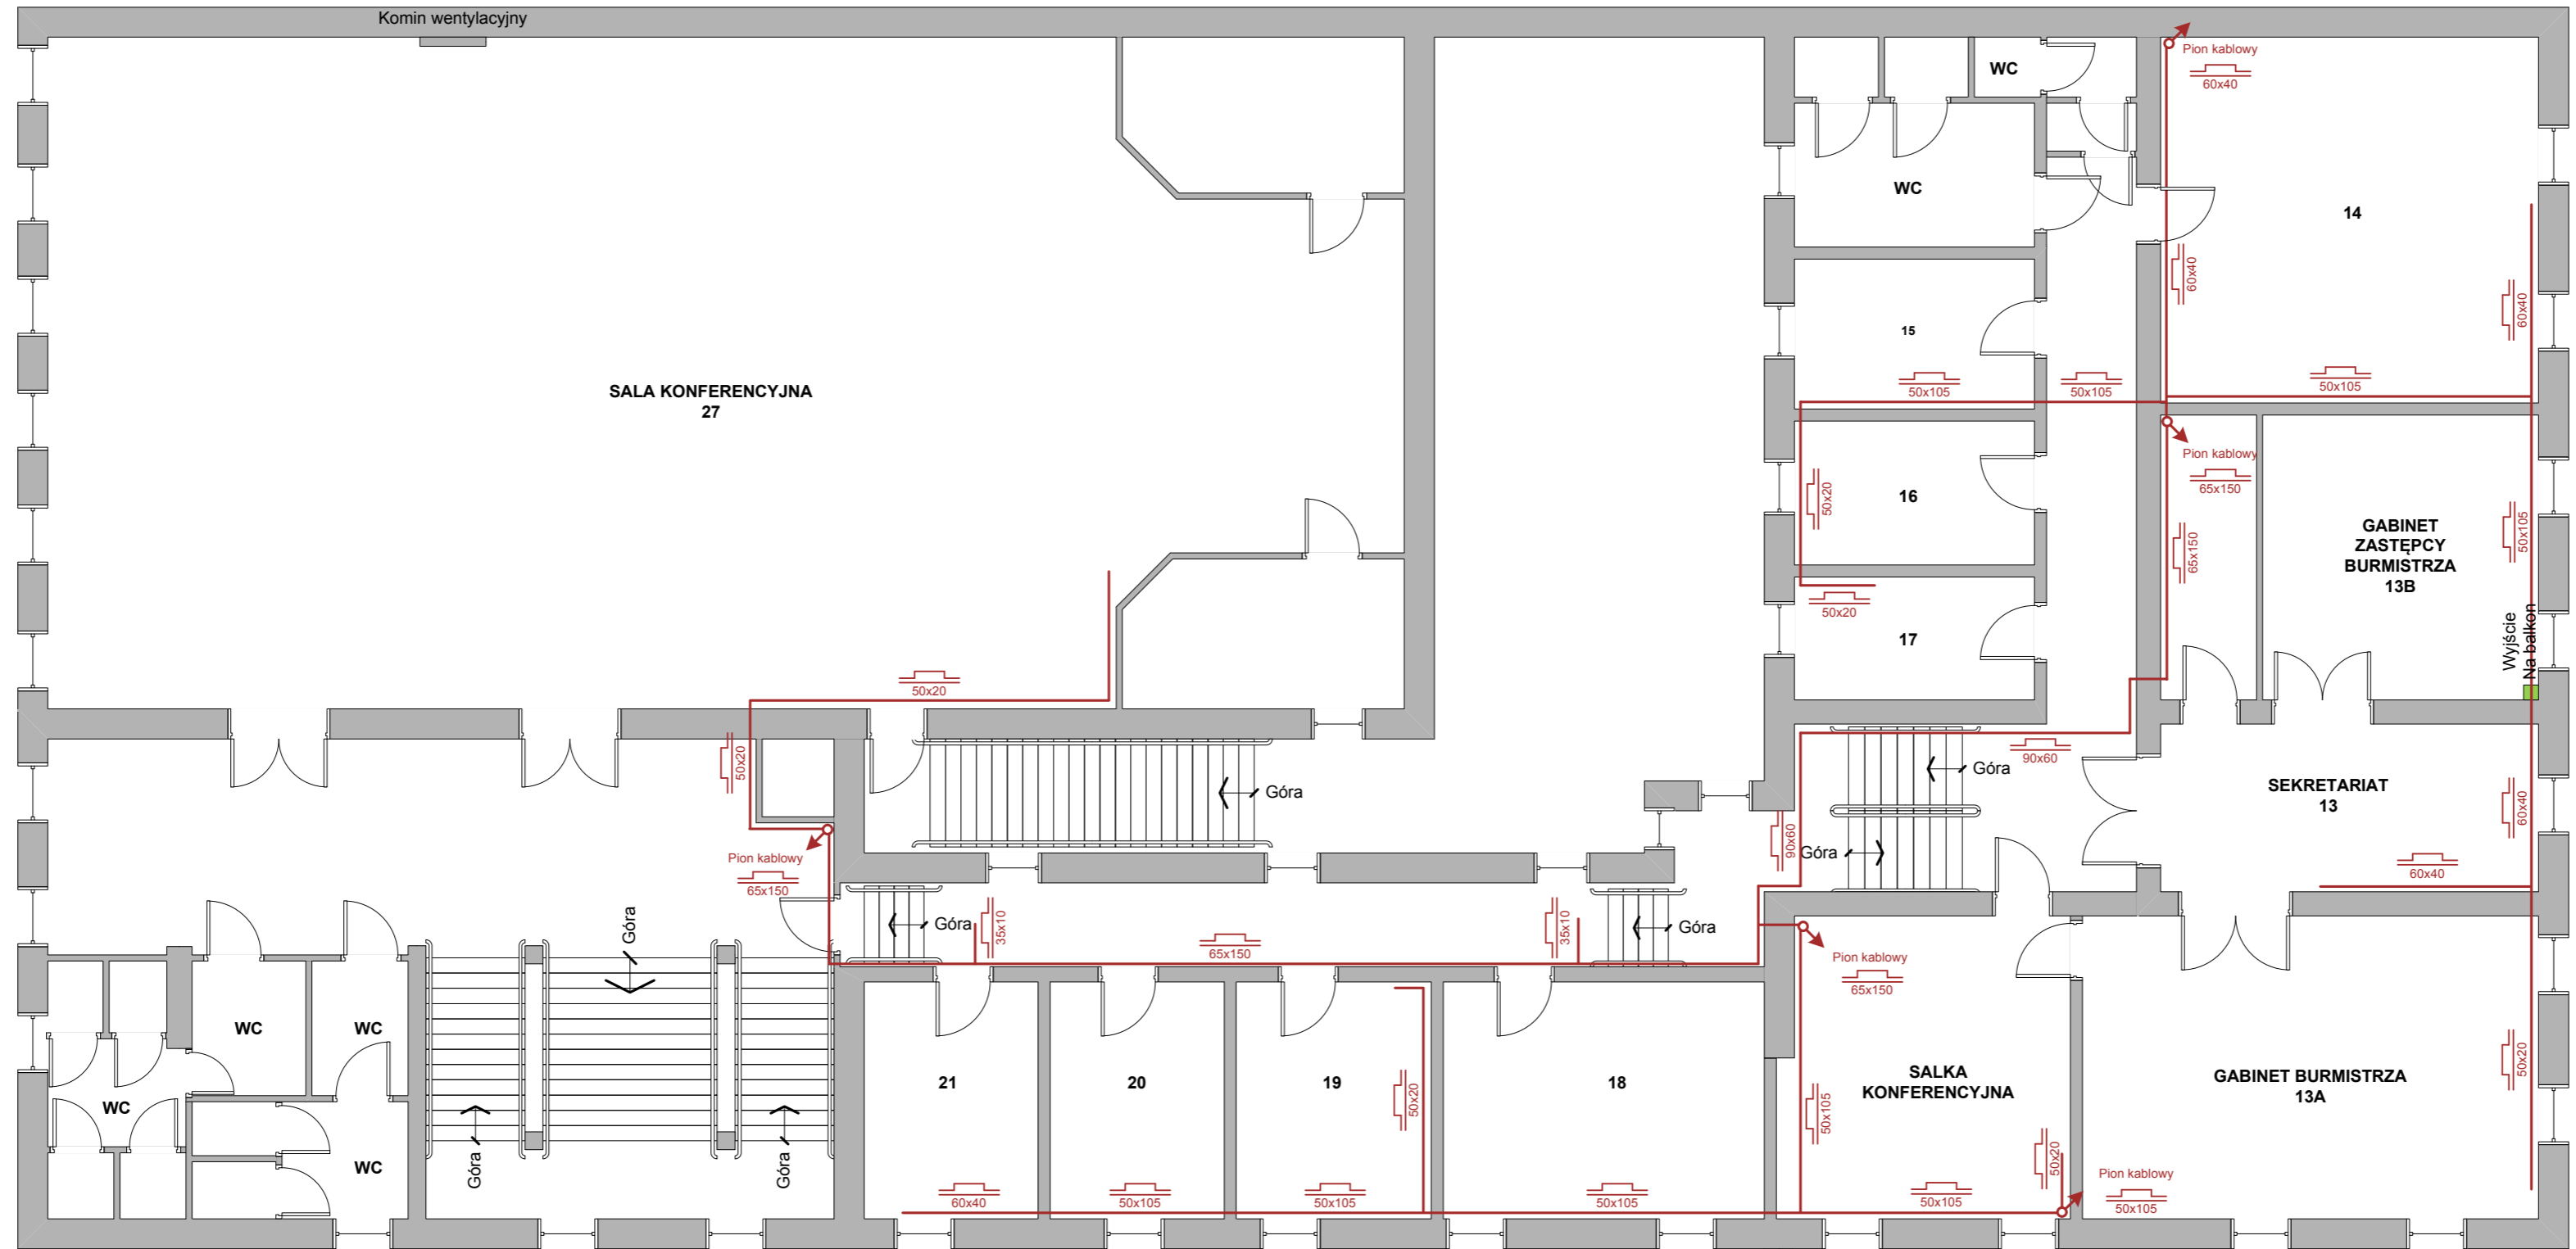 Komin wentylacyjny
WC
Pion kablowy
60x40
WC
14
60x40
60x40
15
50x105
50x105
50x105
SALA KONFERENCYJNA
27
Pion kablowy
65x150
50x20
16
65x150
GABINET
ZASTĘPCY
BURMISTRZA
13B
50x105
50x20
17
Wyjście
Na balkon
50x20
50x20
Góra
Góra
90x60
SEKRETARIAT
13
60x40
90x60
Góra
Pion kablowy
65x150
60x40
Góra
Góra
35x10
65x150
35x10
Góra
Pion kablowy
65x150
WC
WC
WC
WC
Góra
Góra
21
20
19
50x20
18
SALKA
KONFERENCYJNA
50x105
50x20
GABINET BURMISTRZA
13A
50x20
60x40
50x105
50x105
50x105
50x105
Pion kablowy
50x105